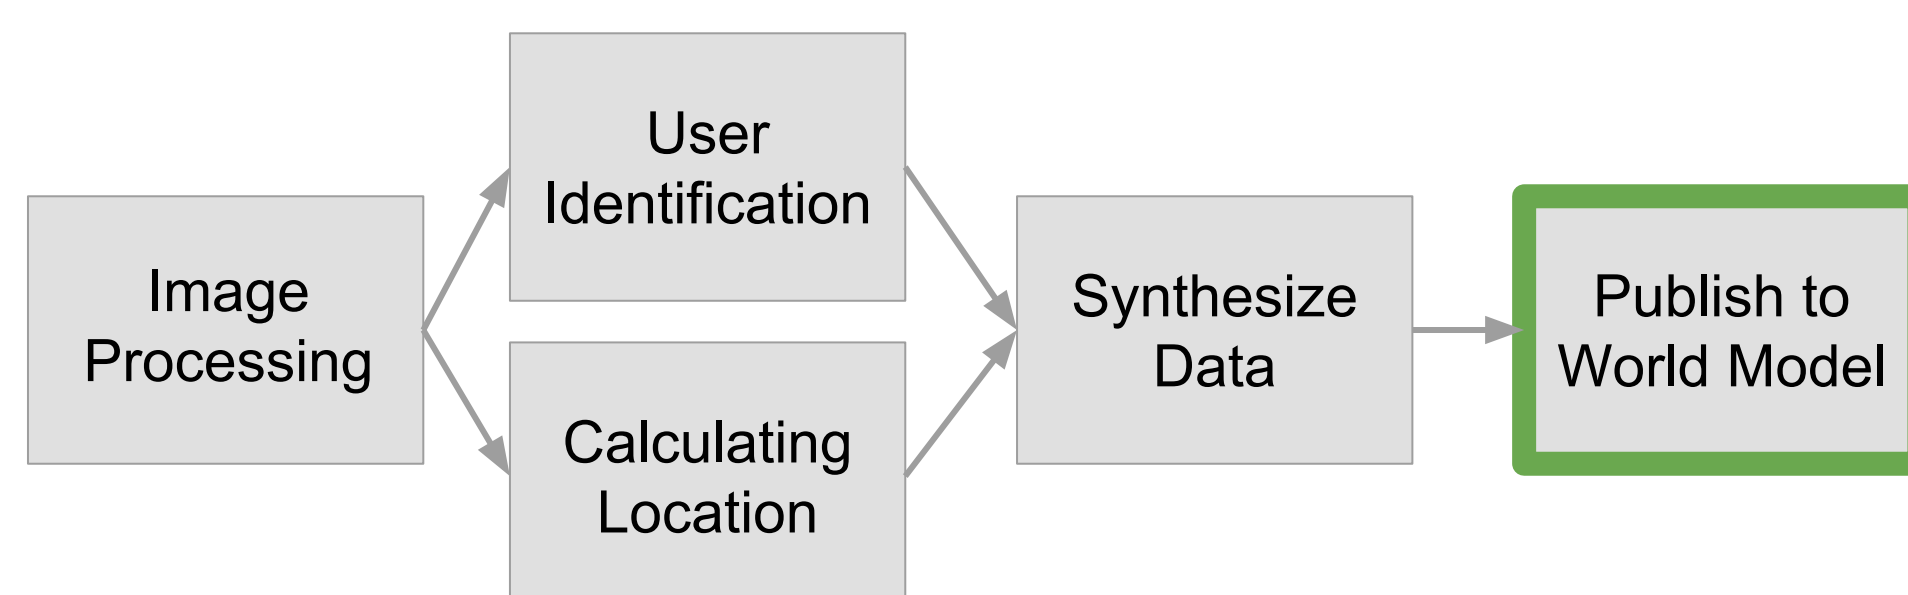 Image
Processing
User
Identification
Calculating
Location
Synthesize
Data
Publish to
World Model